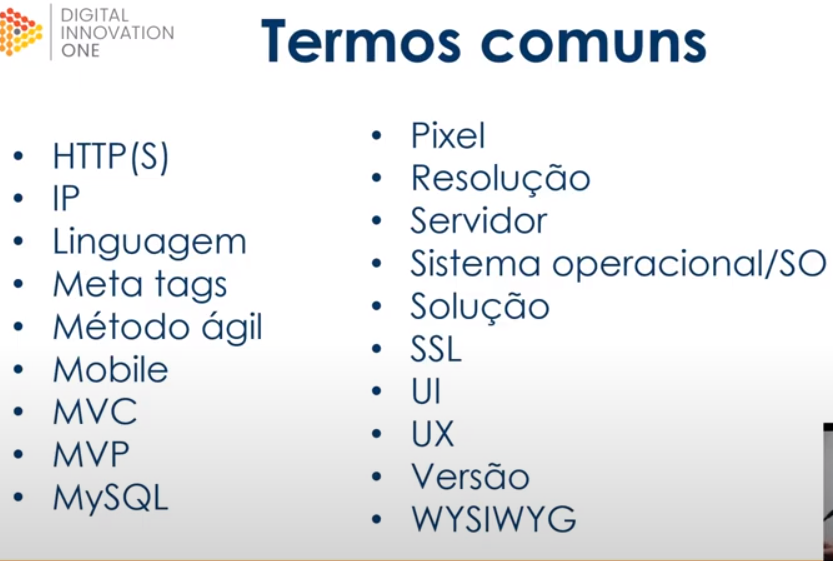 DIGITAL
INNOVATION
ONE
Termos comuns
• HTTP(S)
• IP
• Linguagem
• Meta tags
• Método ágil
• Mobile
• MVC
• MVP
• MySQL
• Pixel
• Resolução
• Servidor
• Sistema operacional/SO
• Solução
• SSL
• UI
• UX
• Versão
• WYSIWYG